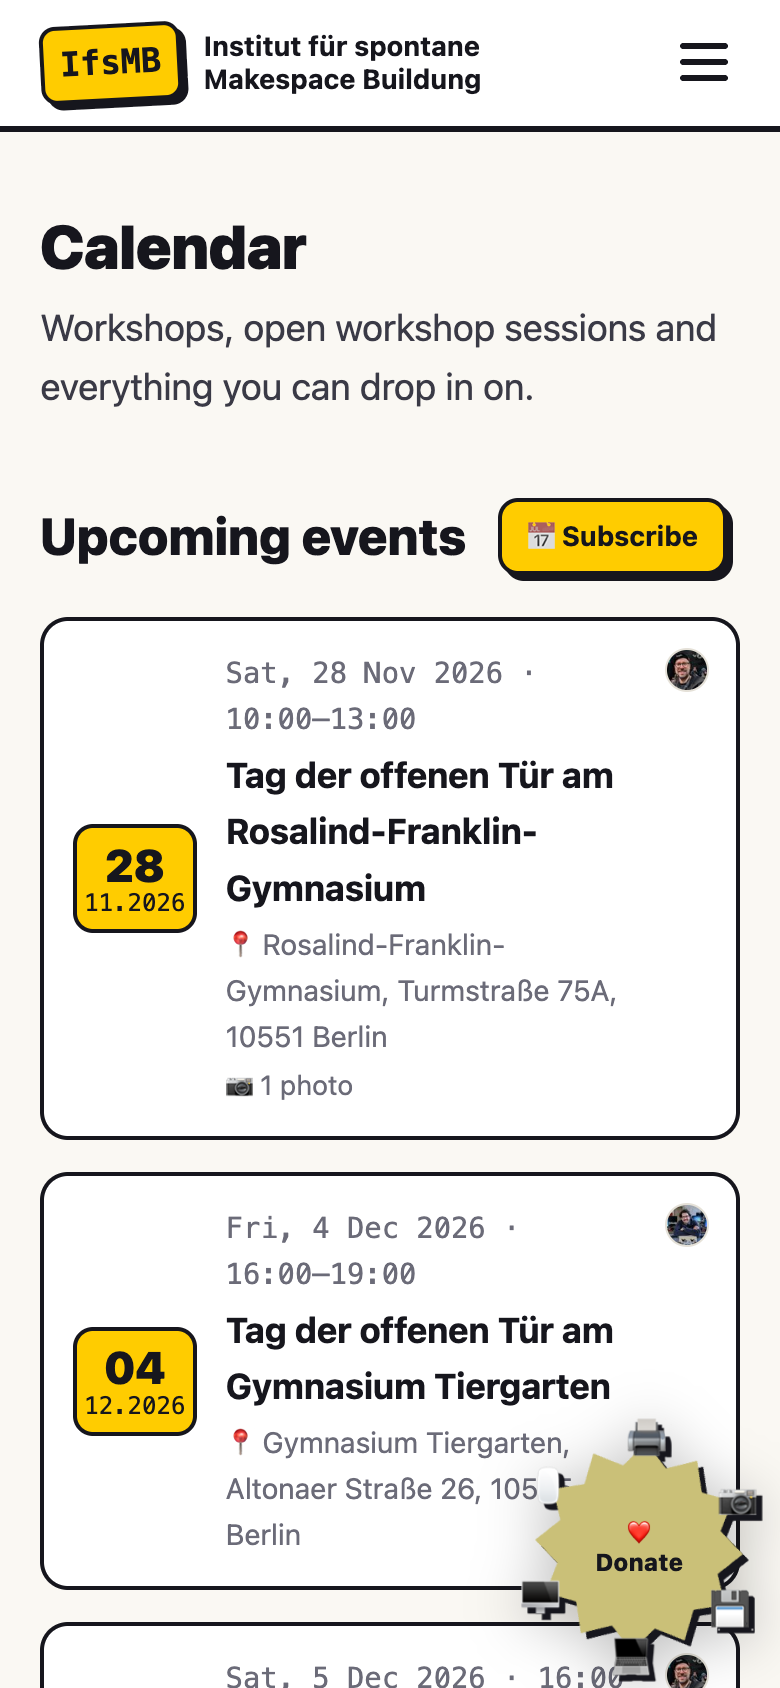 IfsMB
Institut für spontane
Makespace Buildung
Calendar
Workshops, open workshop sessions and
everything you can drop in on.
Upcoming events
📅 Subscribe
Sat, 28 Nov 2026 ·
10:00–13:00
28
11.2026
Tag der offenen Tür am
Rosalind-Franklin-
Gymnasium
📍 Rosalind-Franklin-
Gymnasium, Turmstraße 75A,
10551 Berlin
📷 1 photo
Fri, 4 Dec 2026 ·
16:00–19:00
04
12.2026
Tag der offenen Tür am
Gymnasium Tiergarten
📍 Gymnasium Tiergarten,
Altonaer Straße 26,
Berlin
❤️
Donate
Sat, 5 Dec 2026 · 16:00